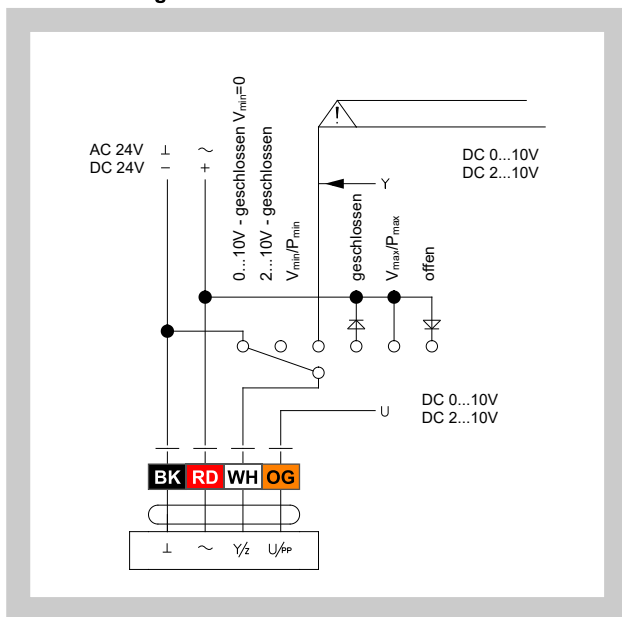 g
0...10V - geschlossen Vmin=0
2...10V - geschlossen
Vmin/Pmin
!
AC 24V ⊥ ~
DC 24V − +
DC 0...10V
DC 2...10V
Y
geschlossen
Vmax/Pmax
offen
U
DC 0...10V
DC 2...10V
BK RD WH OG
⊥ ~ Y/Z U/PP